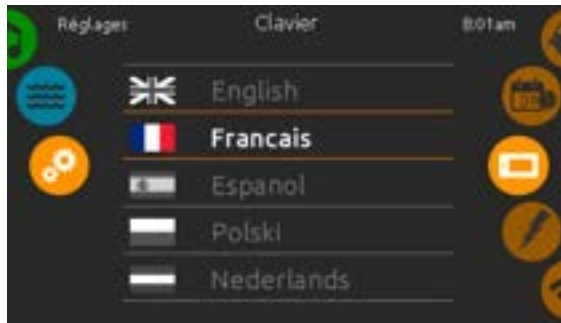 Réglages Clavier 8:01am
English
Francais
Espanol
Polski
Nederlands